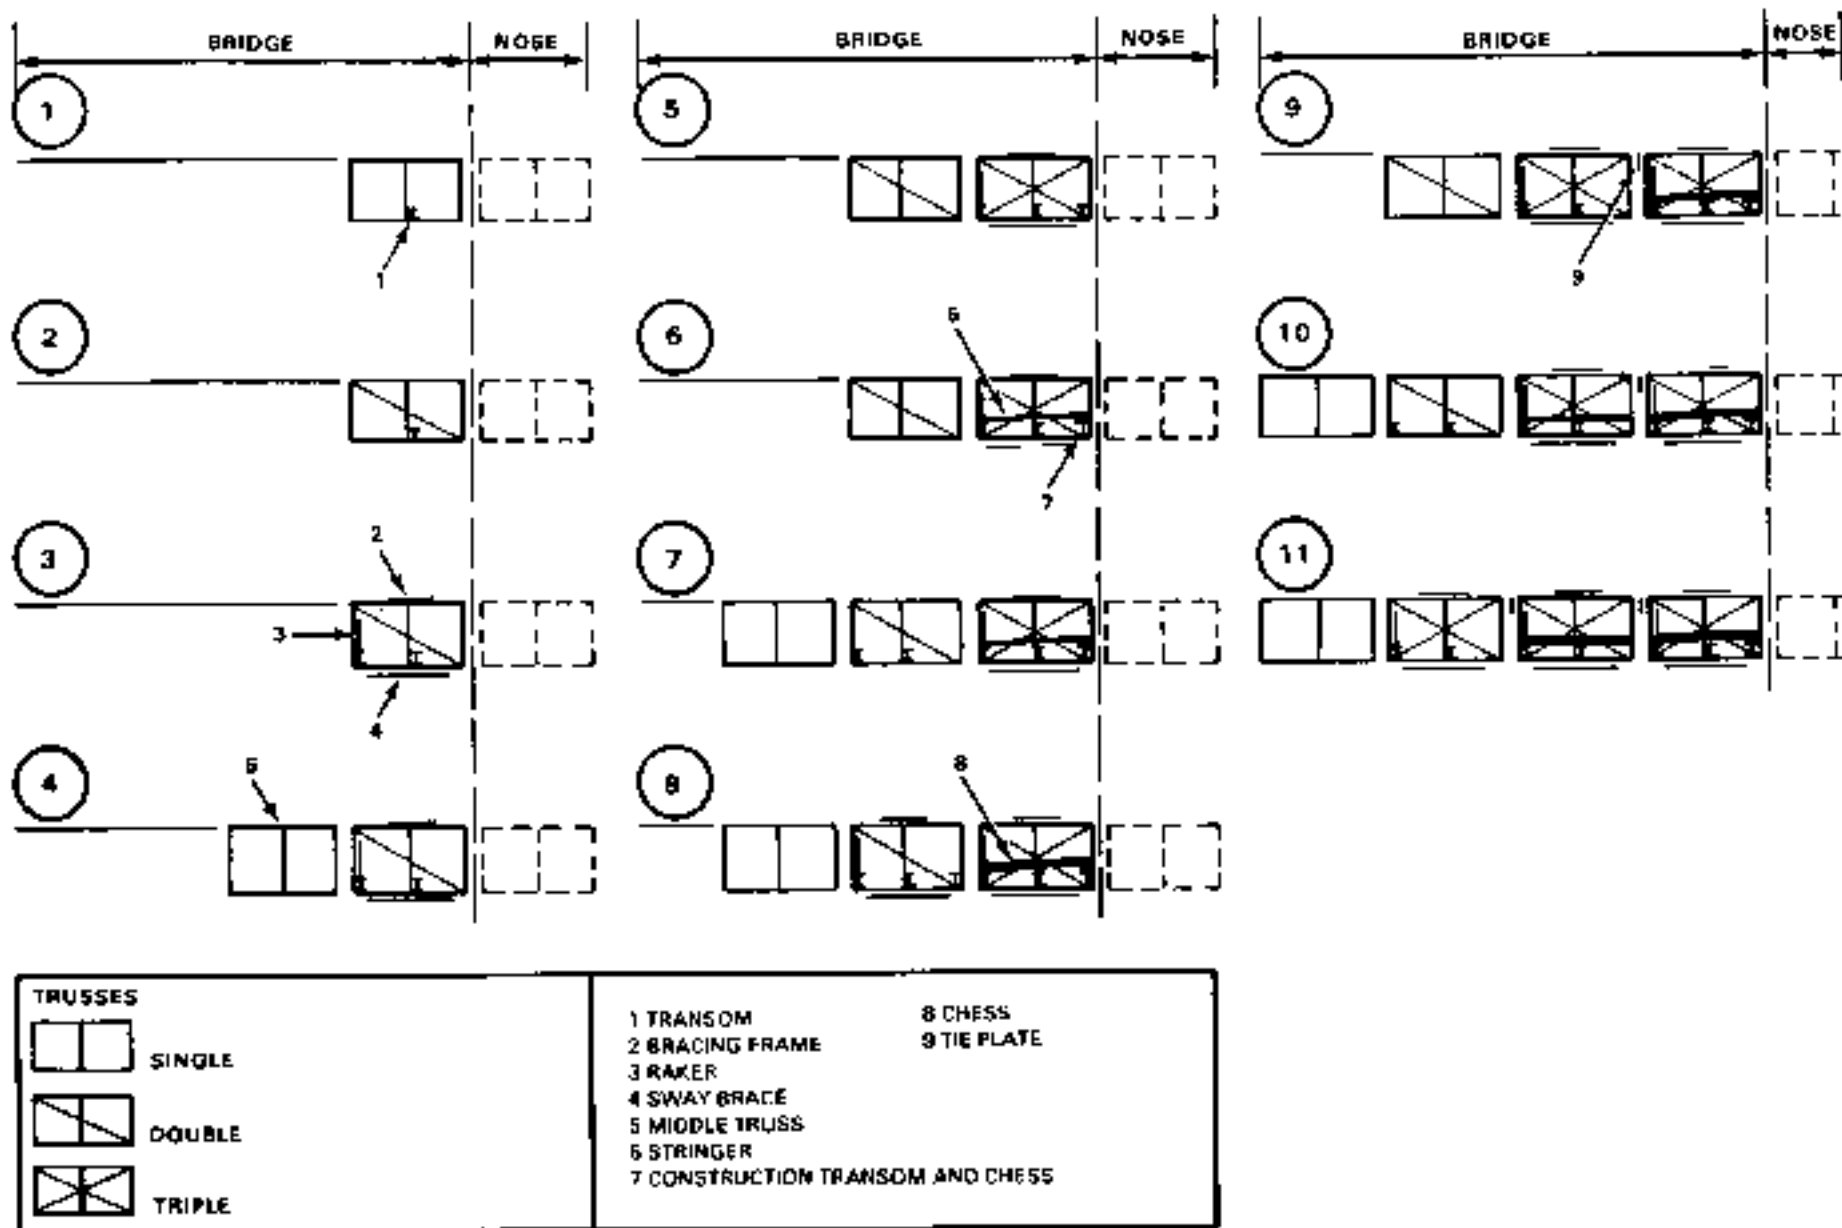 BRIDGE NOSE BRIDGE NOSE BRIDGE NOSE
1 5 9
1 9
2 6 10
6
7
3 7 11
2
3
4
4 8
5 8
TRUSSES
SINGLE
DOUBLE
TRIPLE
1 TRANSOM
2 BRACING FRAME
3 RAKER
4 SWAY BRACE
5 MIDDLE TRUSS
6 STRINGER
7 CONSTRUCTION TRANSOM AND CHESS
8 CHESS
9 TIE PLATE